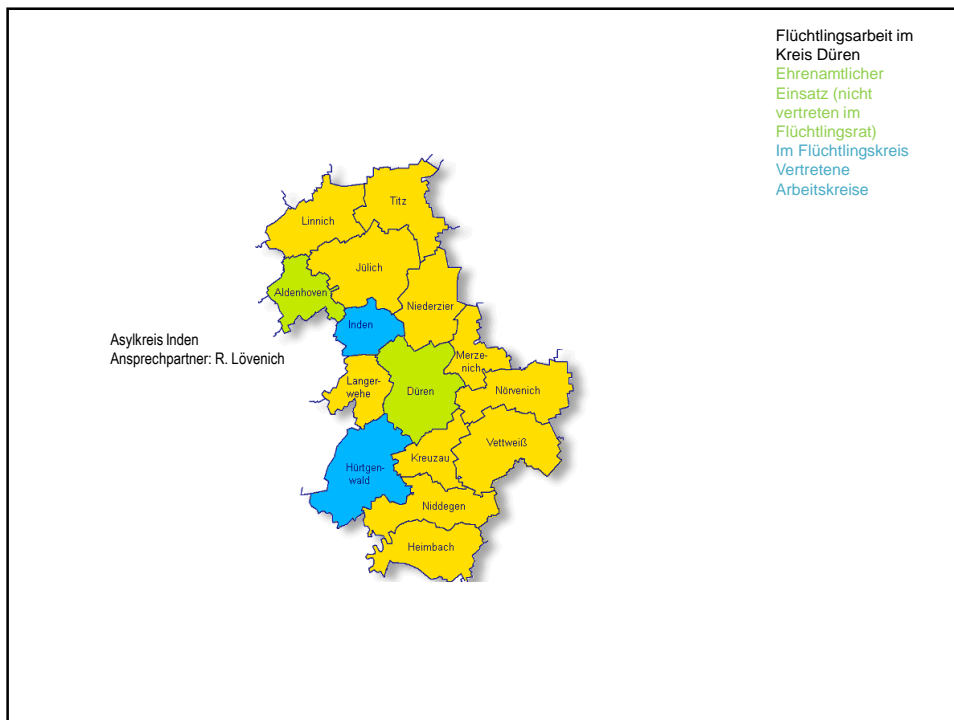 Flüchtlingsarbeit im
Kreis Düren
Ehrenamtlicher
Einsatz (nicht
vertreten im
Flüchtlingsrat)
Im Flüchtlingskreis
Vertretene
Arbeitskreise
Titz
Linnich
Jülich
Aldenhoven
Niederzier
Inden
Asylkreis Inden
Ansprechpartner: R. Lövenich
Merze-
nich
Langer-
wehe
Düren
Nörvenich
Vettweiß
Kreuzau
Hürtgen-
wald
Niddegen
Heimbach